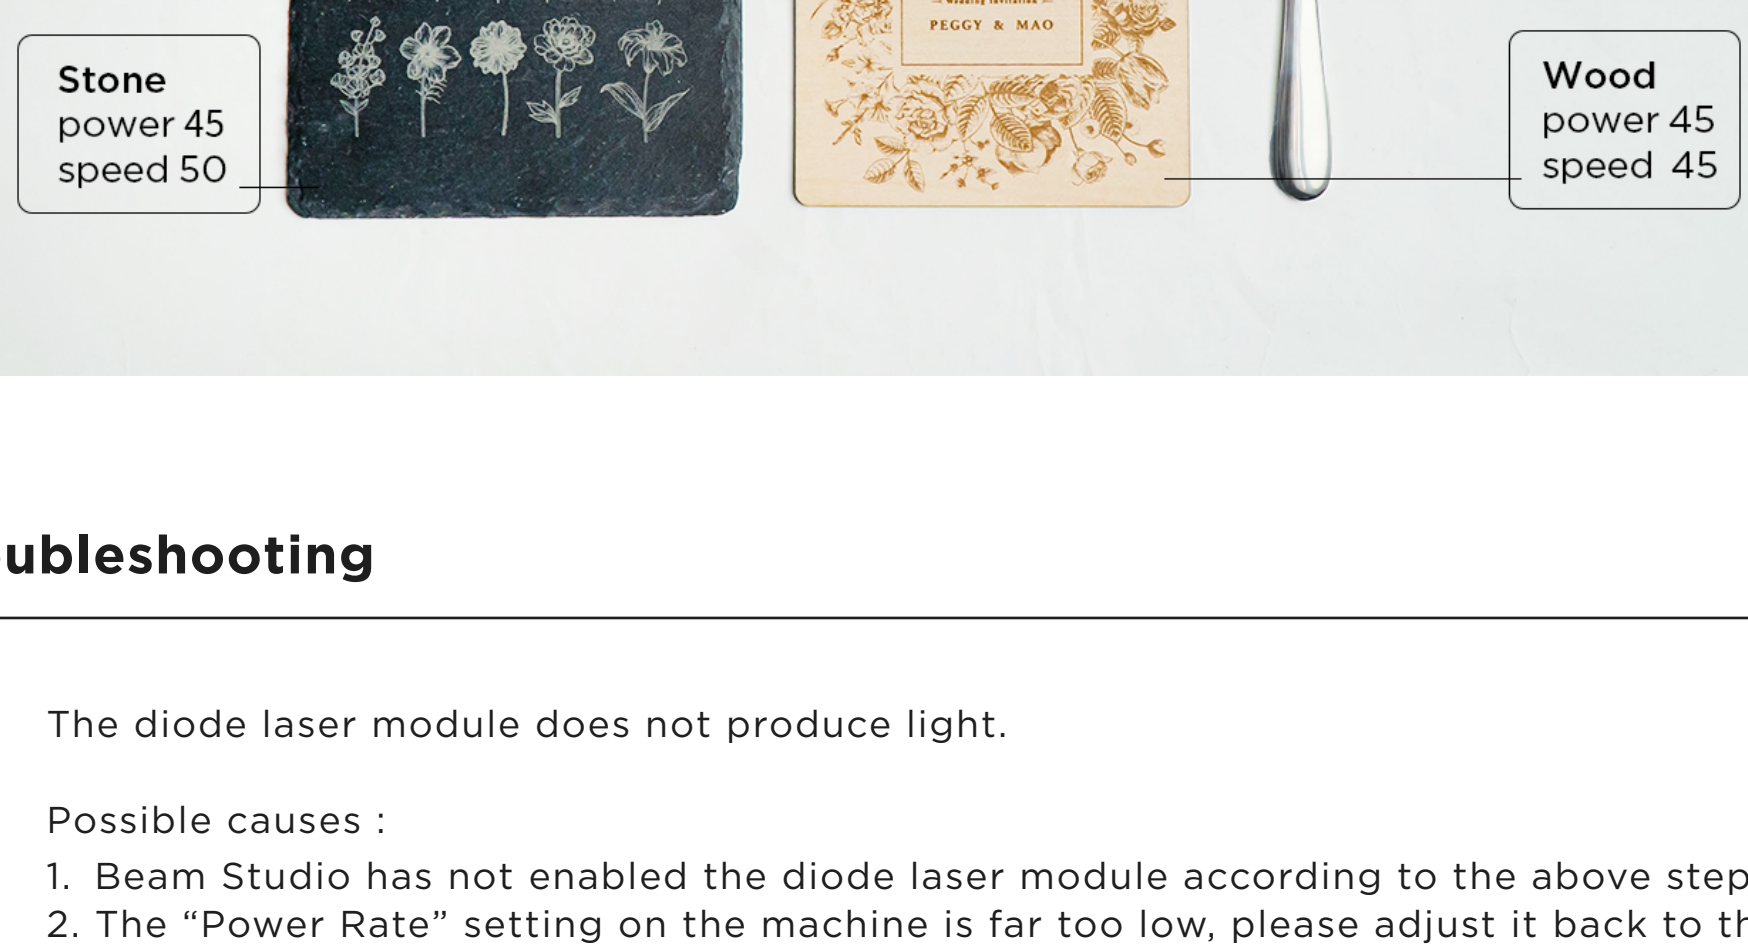 Wedding Invitation
PEGGY & MAO
Stone
power 45
speed 50
Wood
power 45
speed 45
ubleshooting
The diode laser module does not produce light.
Possible causes :
1. Beam Studio has not enabled the diode laser module according to the above step
2. The “Power Rate” setting on the machine is far too low, please adjust it back to th